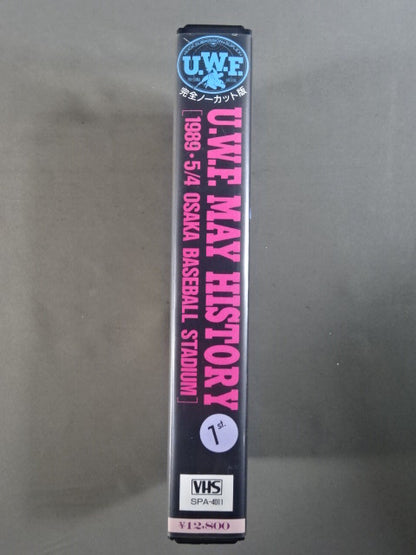 U.W.F.
完全ノーカット版
U.W.F. MAY HISTORY
[1989・5/4 OSAKA BASEBALL STADIUM]
1st.
VHS
SPA-4011
¥12,800